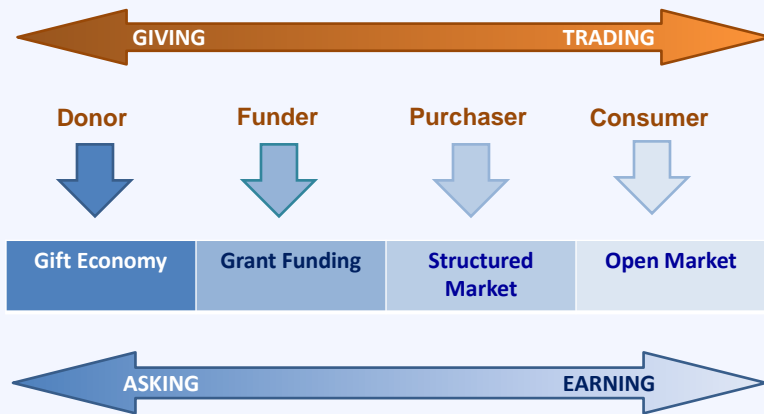 GIVING TRADING
Donor Funder Purchaser Consumer
Gift Economy Grant Funding Structured Open Market
Market
ASKING EARNING